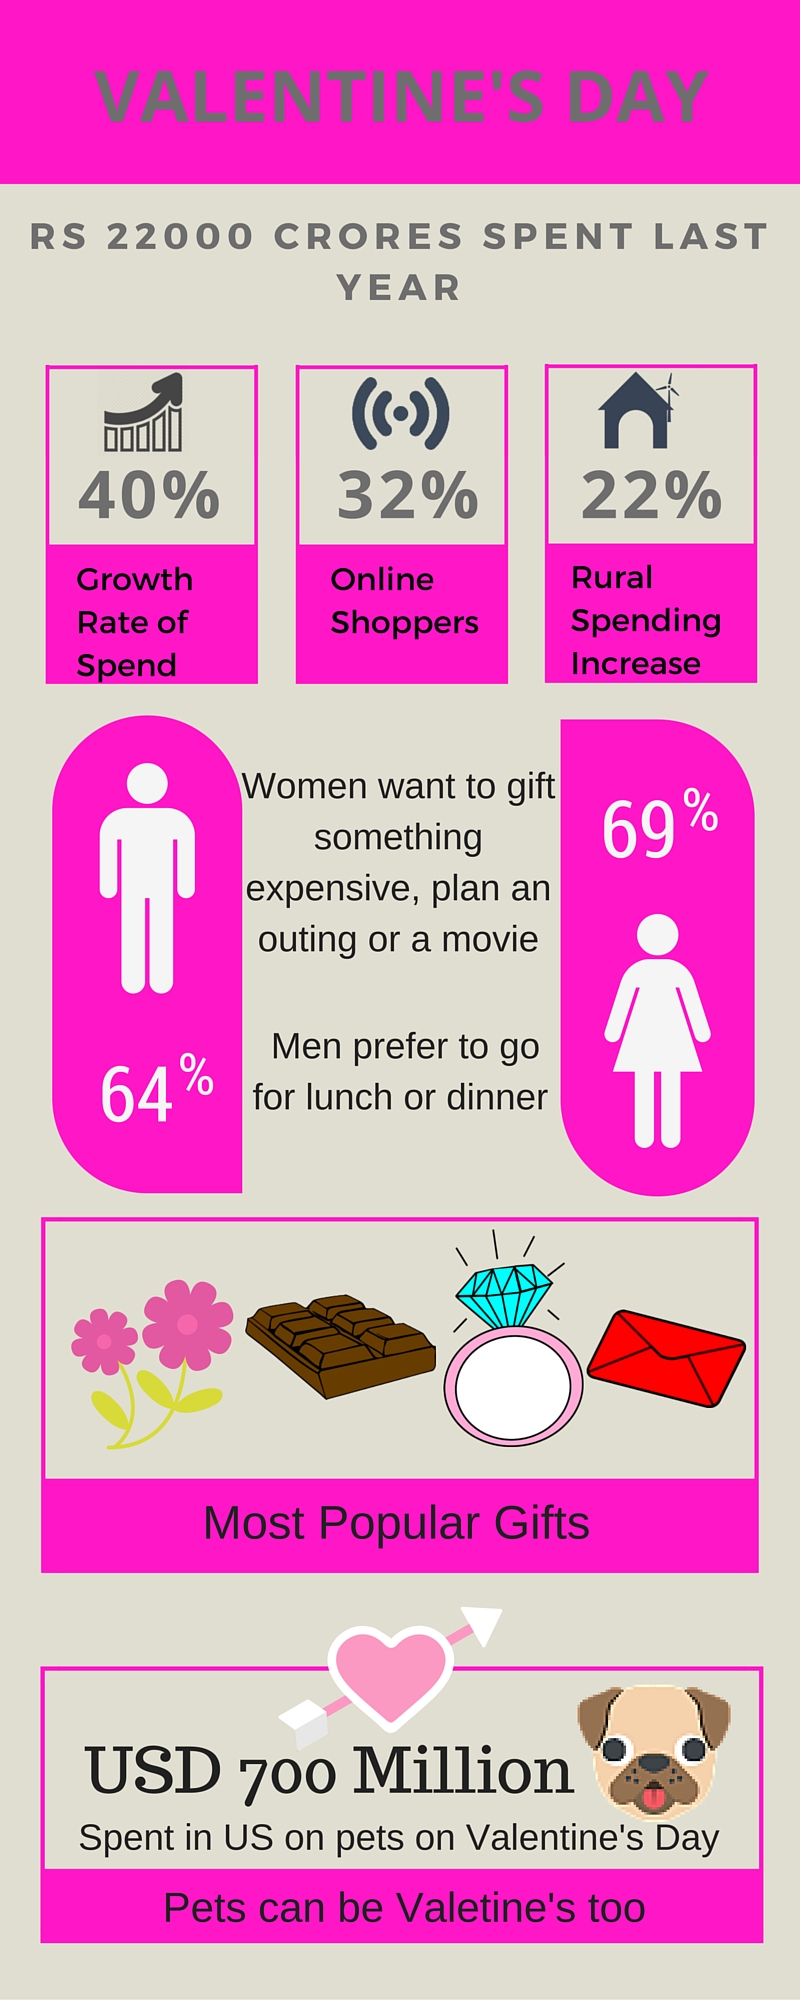 VALENTINE'S DAY
RS 22000 CRORES SPENT LAST
YEAR
40%
Growth
Rate of
Spend
32%
Online
Shoppers
22%
Rural
Spending
Increase
Women want to gift
something
expensive, plan an
outing or a movie
69%
Men prefer to go
for lunch or dinner
64%
Most Popular Gifts
USD 700 Million
Spent in US on pets on Valentine's Day
Pets can be Valetine's too